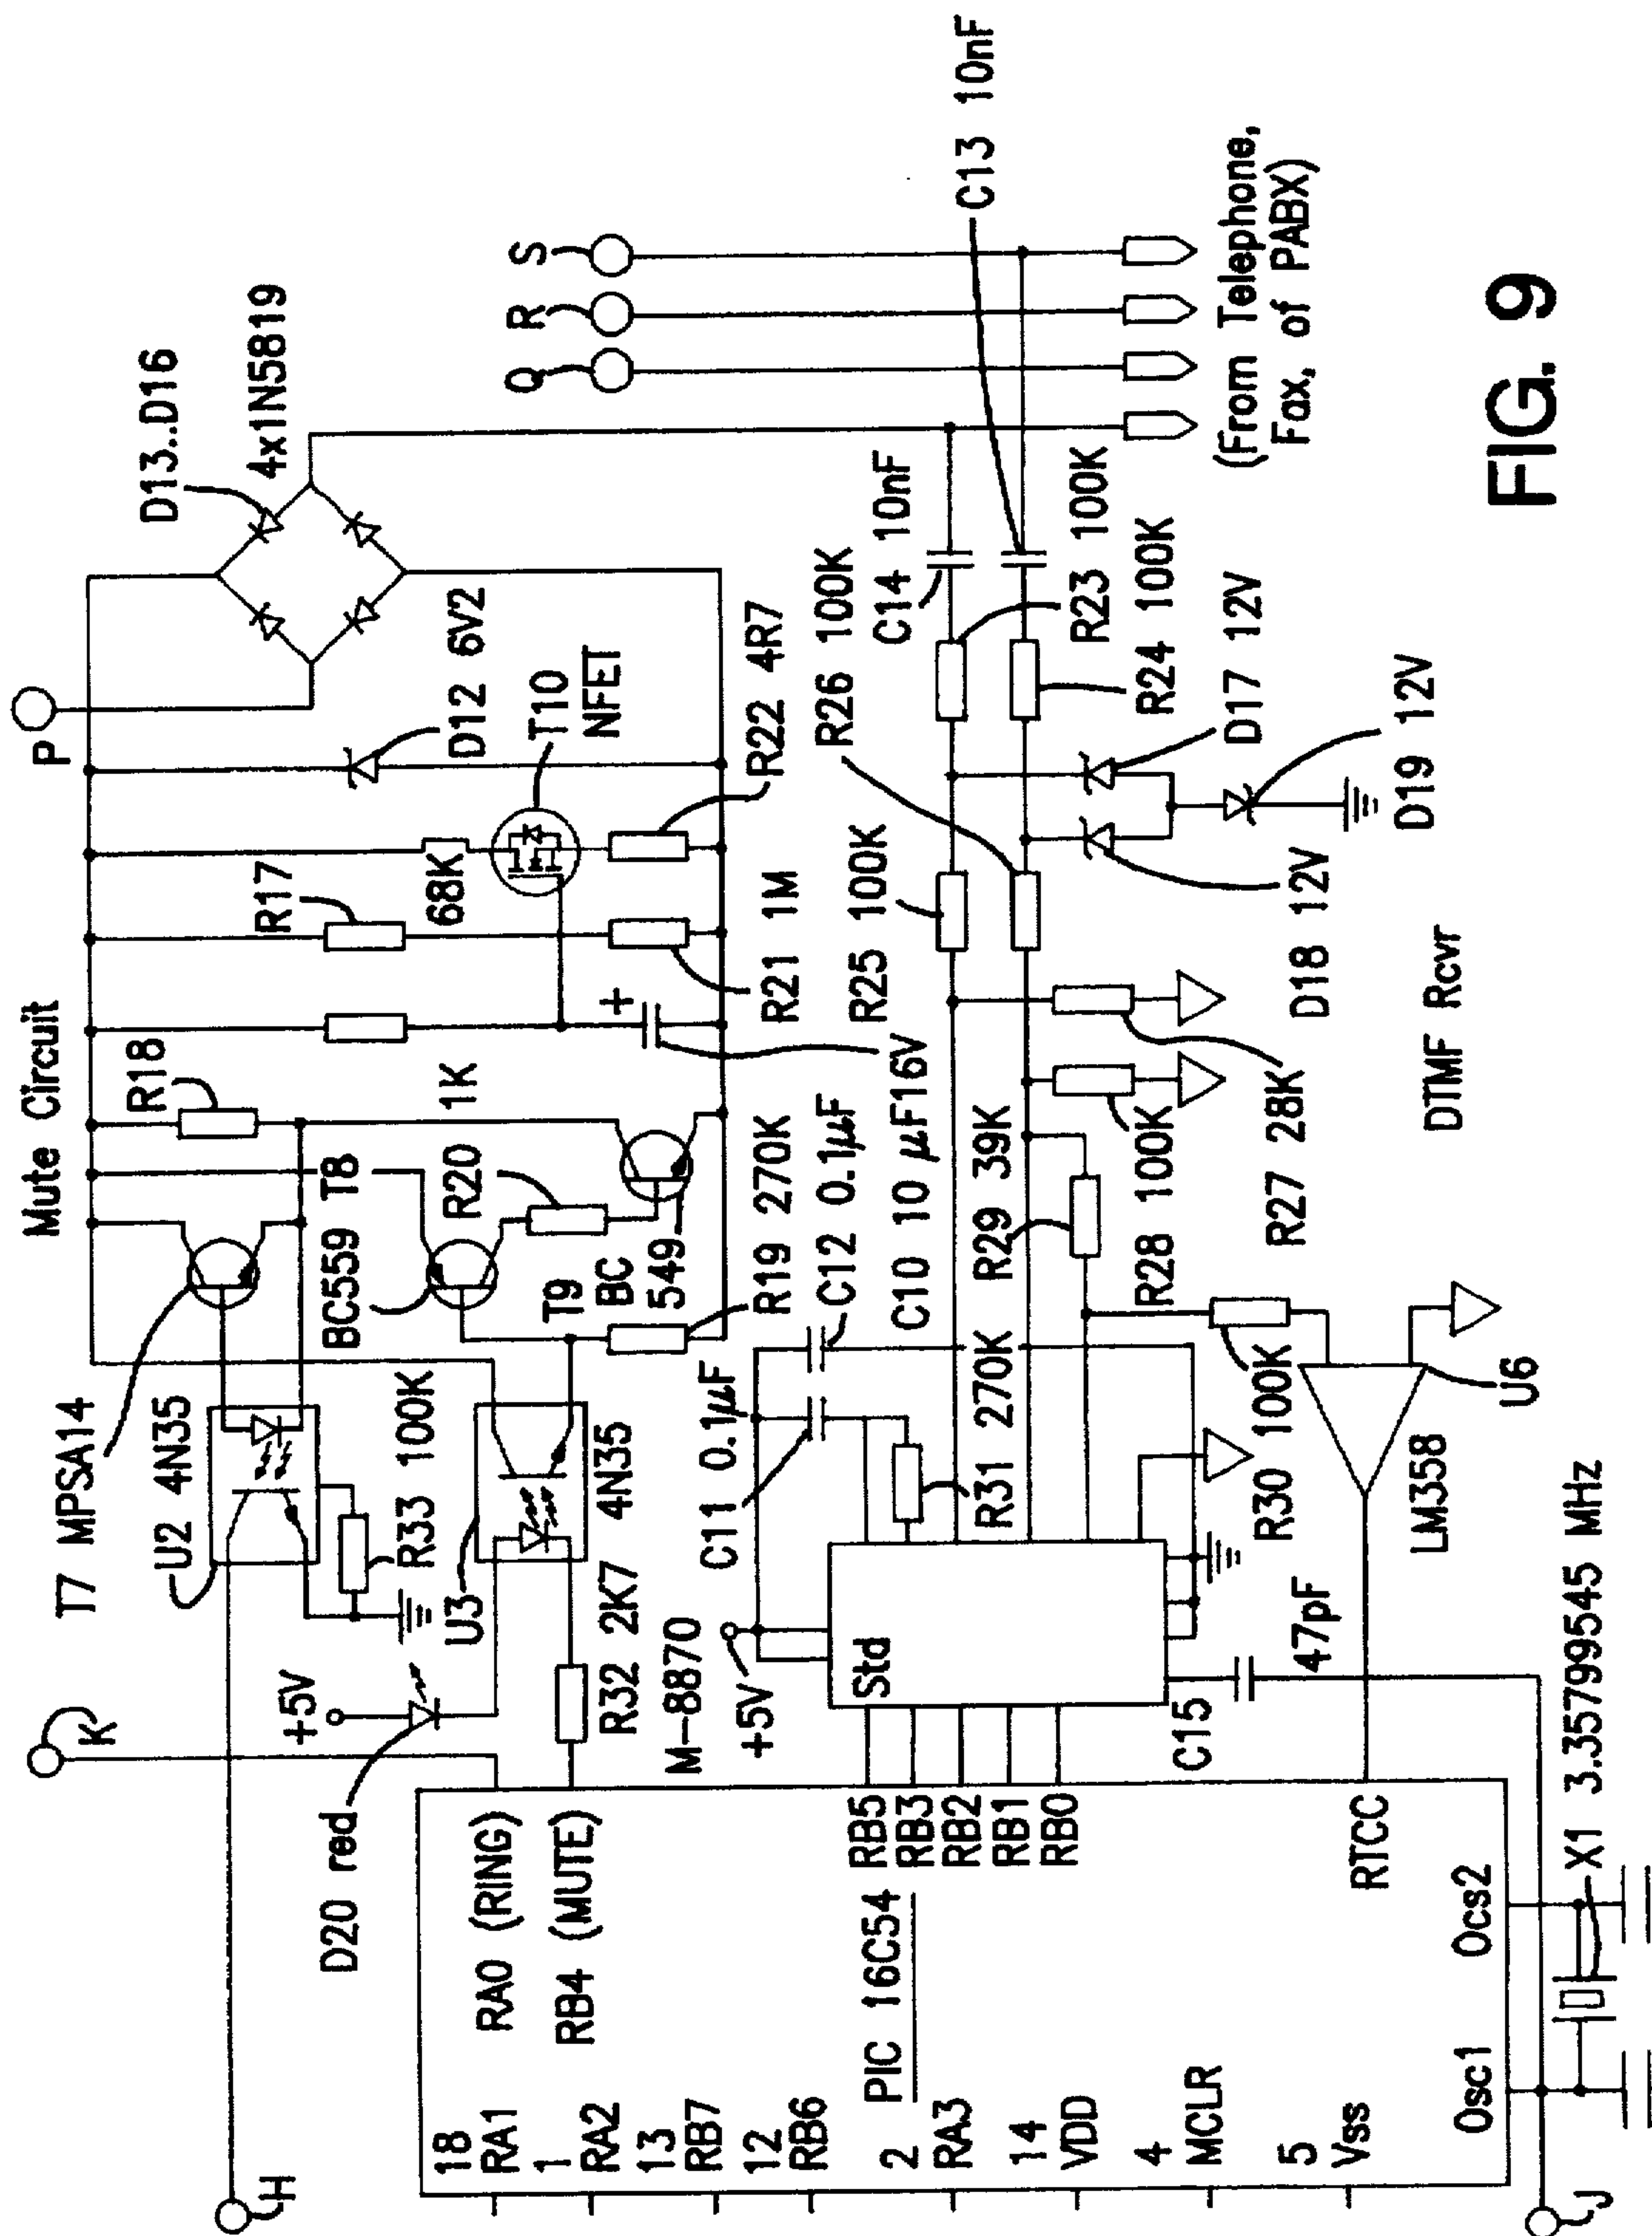 Mute Circuit
P
D13..D16
4x1N5819
K
H
T7 MPSA14
R18
R17
U2 4N35
BC559 T8
1K
68K
D12 6V2
R33 100K
R20
T10
NFET
+
+5V
D20 red
U3
4N35
T9
BC
549
R21 1M
R22 4R7
R32 2K7
R19 270K
Q
R
S
18
RA1
1
RA2
13
RB7
12
RB6
2
RA3
14
VDD
4
MCLR
5
Vss
RA0 (RING)
RB4 (MUTE)
PIC 16C54
RB5
RB3
RB2
RB1
RB0
RTCC
Osc1
Ocs2
M-8870
+5V
Std
C11 0.1µF
C12 0.1µF
C10 10 µF16V
R25 100K
R26 100K
C14 10nF
C13 10nF
R31 270K
R29 39K
R23 100K
R24 100K
R28 100K
R27 28K
D18 12V
D17 12V
D19 12V
C15
47pF
R30 100K
LM358
U6
DTMF Rcvr
(From Telephone,
Fax, of PABX)
J
X1 3.35799545 MHz
FIG. 9